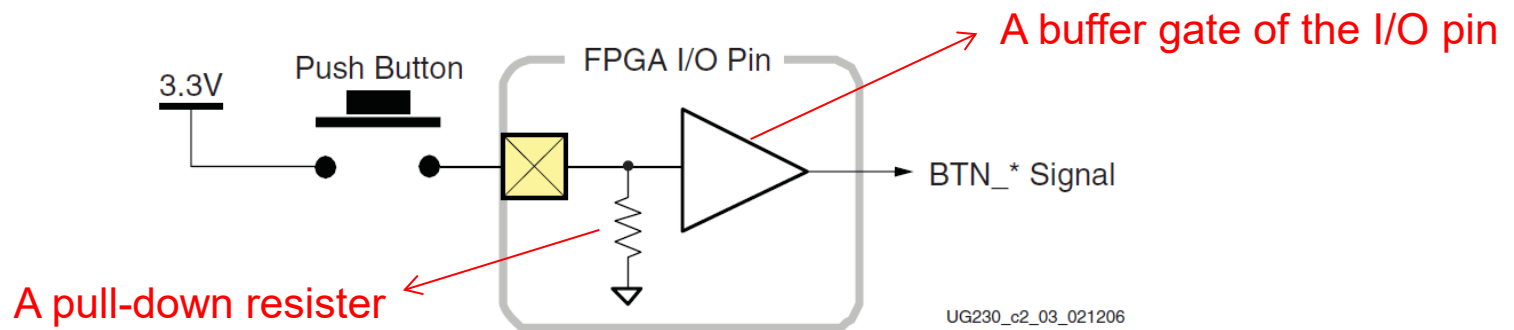 A buffer gate of the I/O pin
FPGA I/O Pin
Push Button
3.3V
BTN_* Signal
A pull-down resister
UG230_c2_03_021206